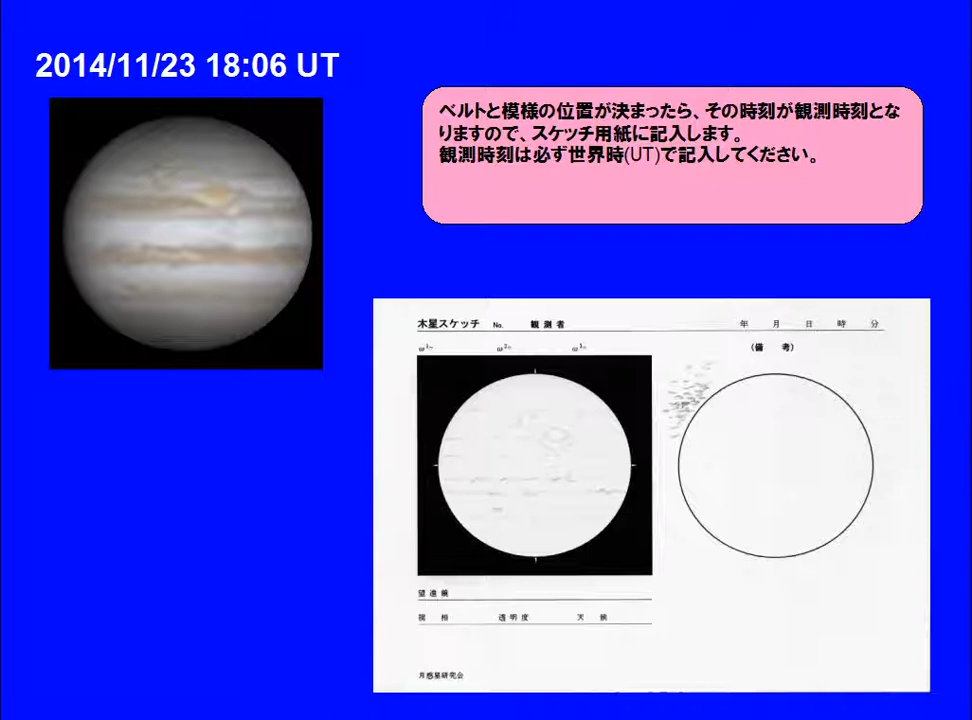 2014/11/23 18:06 UT
ベルトと模様の位置が決まったら、その時刻が観測時刻とな
りますので、スケッチ用紙に記入します。
観測時刻は必ず世界時(UT)で記入してください。
木星スケッチ No. 観測者 年 月 日 時 分
ω¹= ω²= ω³= (備 考)
望遠鏡
視相 透明度 天候
月惑星研究会